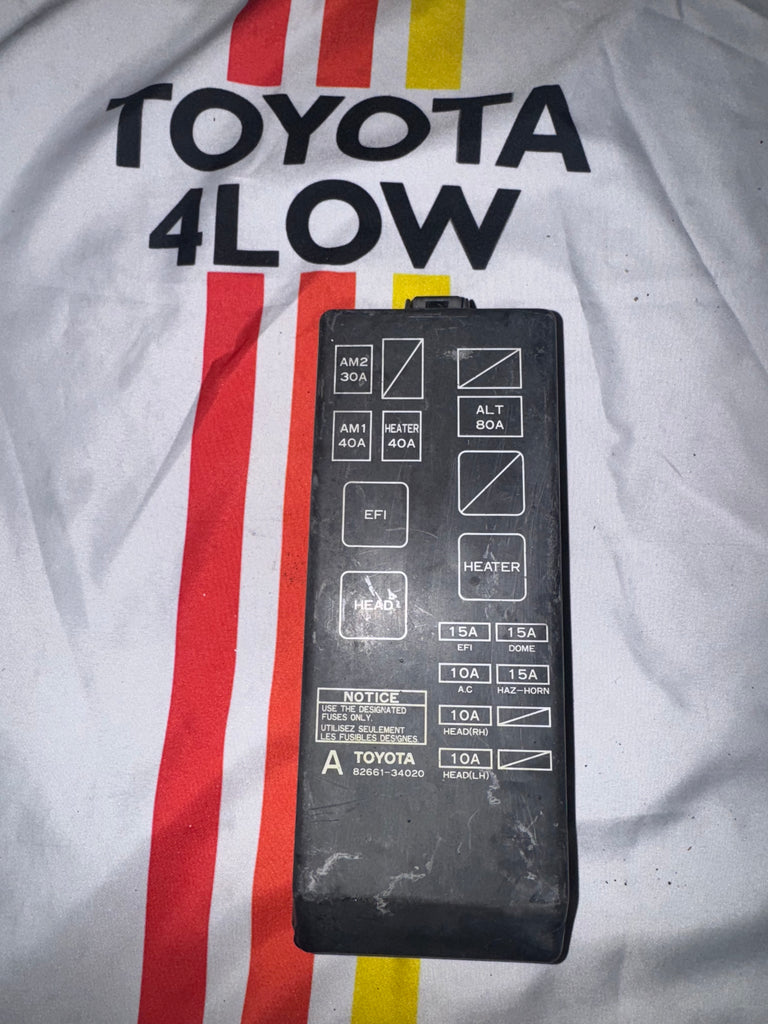 TOYOTA
4LOW
AM2
30A
ALT
80A
AM1
40A
HEATER
40A
EFI
HEATER
HEAD
15A
EFI
15A
DOME
10A
A.C
15A
HAZ-HORN
10A
HEAD(RH)
10A
HEAD(LH)
NOTICE
USE THE DESIGNATED
FUSES ONLY.
UTILISEZ SEULEMENT
LES FUSIBLES DESIGNES
A TOYOTA
82661-34020